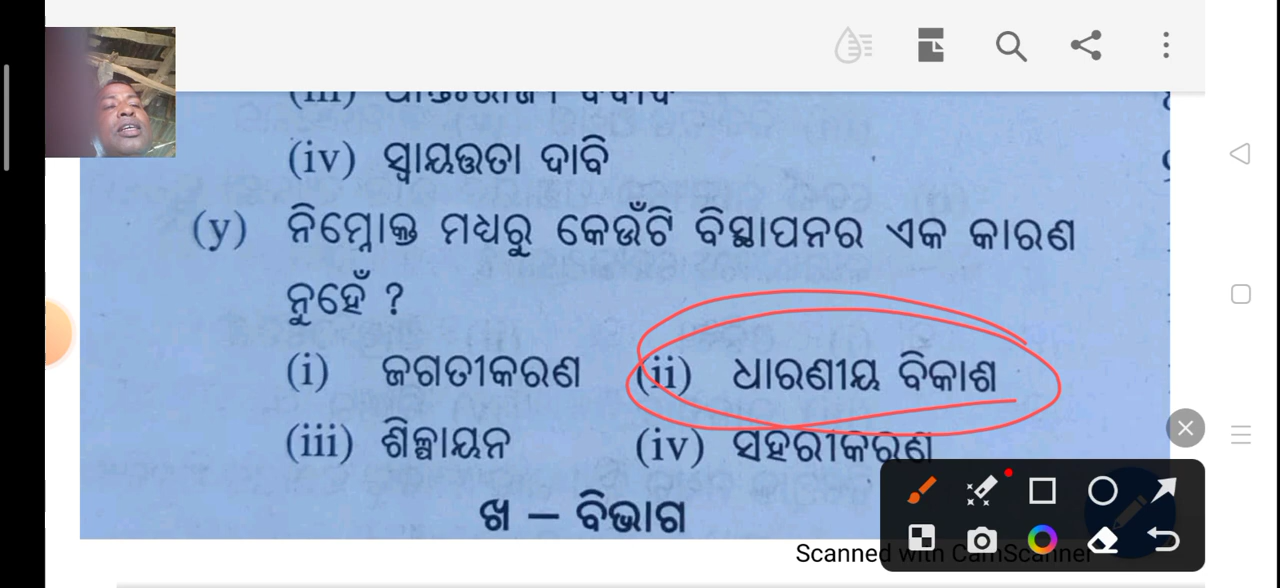 (iv) ସ୍ୱାୟତ୍ତତା ଦାବି
(y) ନିମ୍ନୋକ୍ତ ମଧ୍ୟରୁ କେଉଁଟି ବିସ୍ଥାପନର ଏକ କାରଣ
ନୁହେଁ ?
(i) ଜଗତୀକରଣ (ii) ଧାରଣୀୟ ବିକାଶ
(iii) ଶିଳ୍ପାୟନ (iv) ସହରୀକରଣ
ଖ – ବିଭାଗ
Scanned with CamScanner